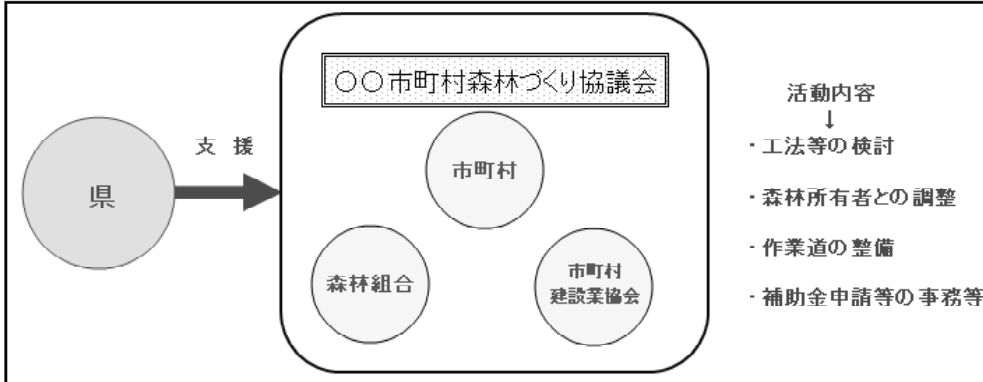 〇〇市町村森林づくり協議会
県
支 援
市町村
森林組合
市町村
建設業協会
活動内容
↓
・工法等の検討
・森林所有者との調整
・作業道の整備
・補助金申請等の事務等